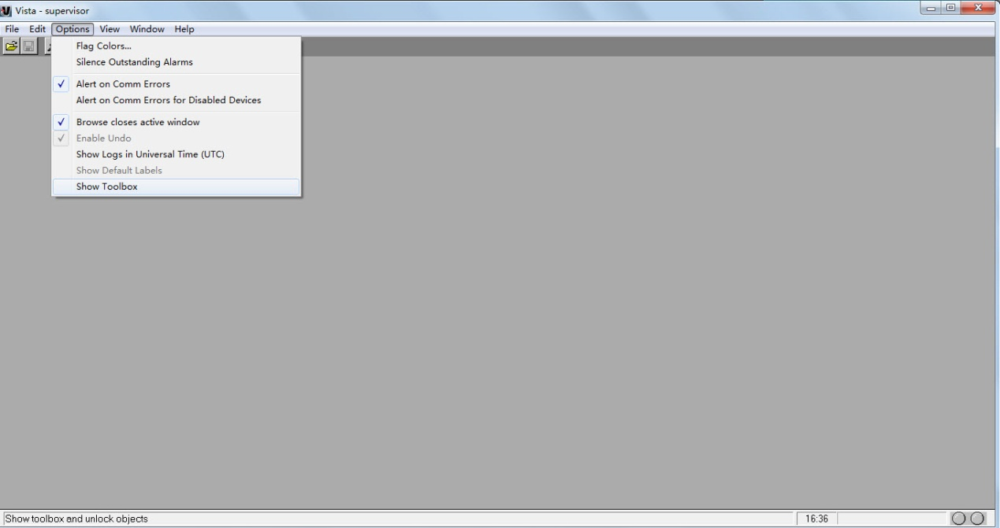 Vista - supervisor
File Edit Options View Window Help
Flag Colors...
Silence Outstanding Alarms
Alert on Comm Errors
Alert on Comm Errors for Disabled Devices
Browse closes active window
Enable Undo
Show Logs in Universal Time (UTC)
Show Default Labels
Show Toolbox
Show toolbox and unlock objects 16:36